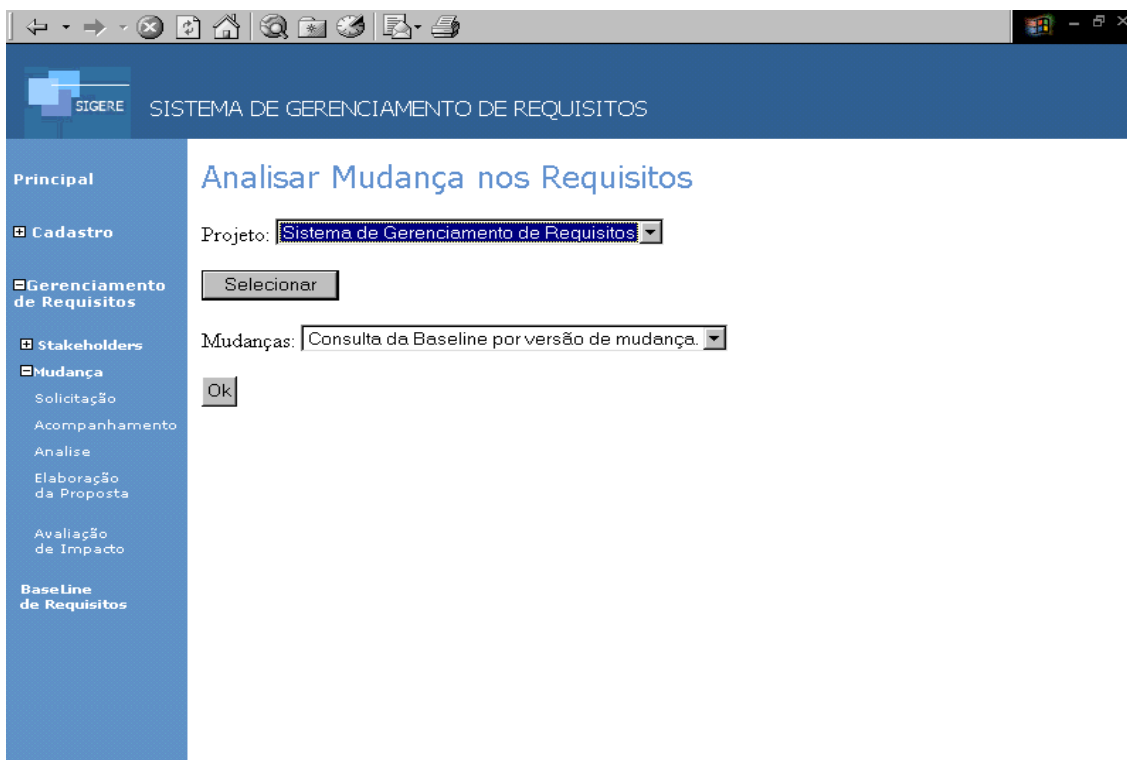 SIGERE
SISTEMA DE GERENCIAMENTO DE REQUISITOS
Principal
Cadastro
Gerenciamento
de Requisitos
Stakeholders
Mudança
Solicitação
Acompanhamento
Analise
Elaboração
da Proposta
Avaliação
de Impacto
BaseLine
de Requisitos
Analisar Mudança nos Requisitos
Projeto: Sistema de Gerenciamento de Requisitos
Selecionar
Mudanças: Consulta da Baseline por versão de mudança.
Ok